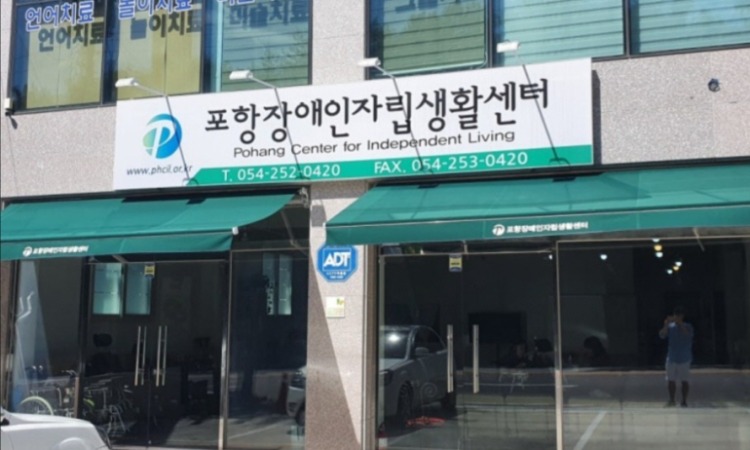 언어치료 놀이치료
언어치료 놀이치료
포항장애인자립생활센터
Pohang Center for Independent Living
www.phcil.or.kr
T. 054-252-0420 FAX. 054-253-0420
포항장애인자립생활센터
포항장애인자립생활센터
ADT